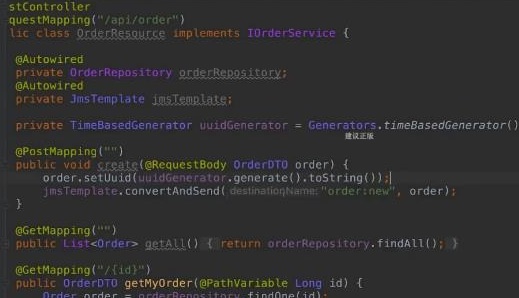 stController
questMapping("/api/order")
lic class OrderResource implements IOrderService {
@Autowired
private OrderRepository orderRepository;
@Autowired
private JmsTemplate jmsTemplate;
private TimeBasedGenerator uuidGenerator = Generators.timeBasedGenerator()
建议正版
@PostMapping("")
public void create(@RequestBody OrderDTO order) {
order.setUuid(uuidGenerator.generate().toString());
jmsTemplate.convertAndSend( destinationName: "order:new", order);
}
@GetMapping("")
public List<Order> getAll() { return orderRepository.findAll(); }
@GetMapping("/{id}")
public OrderDTO getMyOrder(@PathVariable Long id) {
Order order = orderRepository.findOne(id);